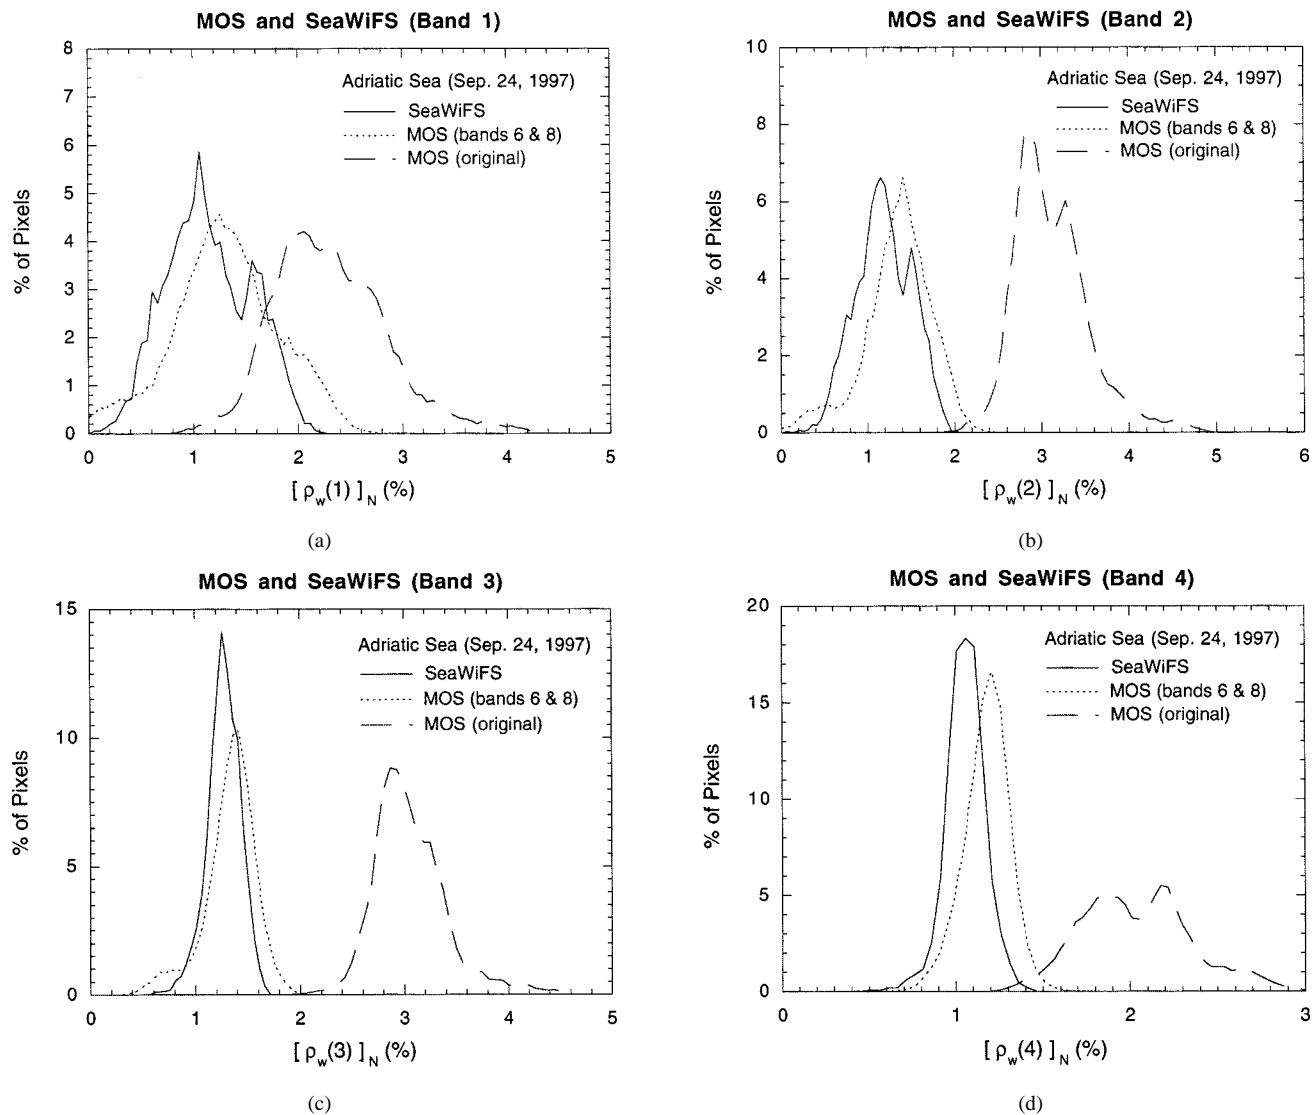 MOS and SeaWiFS (Band 1)
8
7
6
5
4
3
2
1
0
% of Pixels
Adriatic Sea (Sep. 24, 1997)
SeaWiFS
MOS (bands 6 & 8)
MOS (original)
0 1 2 3 4 5
[ ρw(1) ]N (%)
(a)
MOS and SeaWiFS (Band 2)
10
8
6
4
2
0
% of Pixels
Adriatic Sea (Sep. 24, 1997)
SeaWiFS
MOS (bands 6 & 8)
MOS (original)
0 1 2 3 4 5 6
[ ρw(2) ]N (%)
(b)
MOS and SeaWiFS (Band 3)
15
10
5
0
% of Pixels
Adriatic Sea (Sep. 24, 1997)
SeaWiFS
MOS (bands 6 & 8)
MOS (original)
0 1 2 3 4 5
[ ρw(3) ]N (%)
(c)
MOS and SeaWiFS (Band 4)
20
15
10
5
0
% of Pixels
Adriatic Sea (Sep. 24, 1997)
SeaWiFS
MOS (bands 6 & 8)
MOS (original)
0 1 2 3
[ ρw(4) ]N (%)
(d)